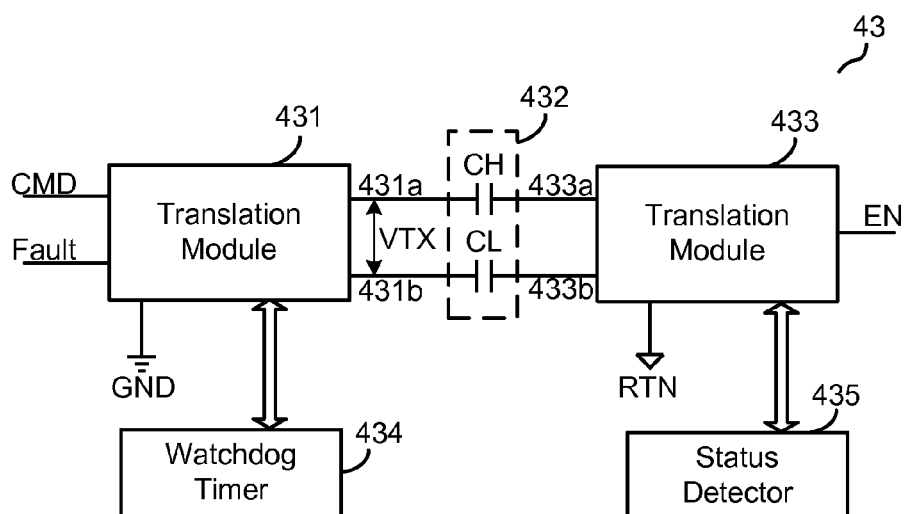 43
431
432
433
CMD
Fault
Translation
Module
431a
CH
433a
VTX
CL
431b
433b
Translation
Module
EN
GND
RTN
Watchdog
Timer
434
Status
Detector
435